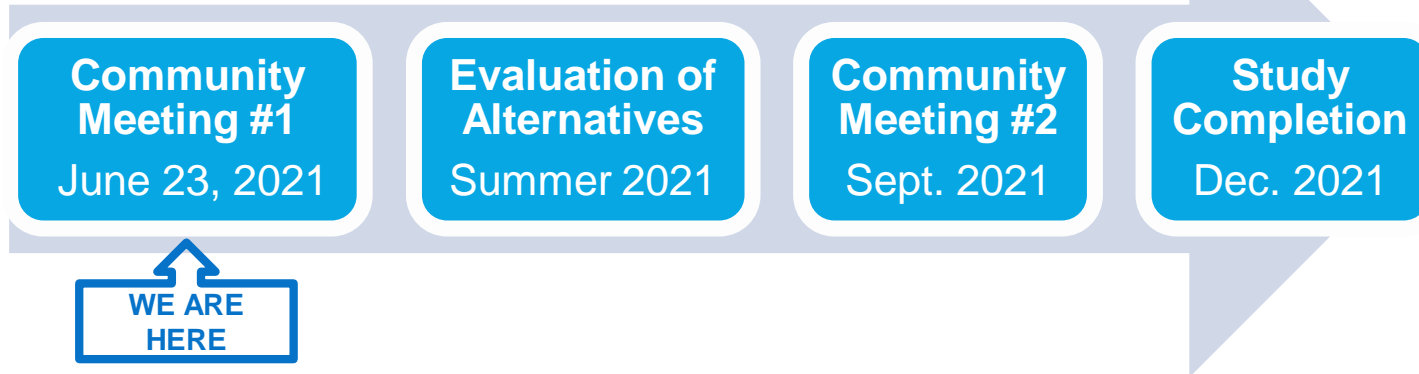 Community
Meeting #1
June 23, 2021
Evaluation of
Alternatives
Summer 2021
Community
Meeting #2
Sept. 2021
Study
Completion
Dec. 2021
WE ARE
HERE